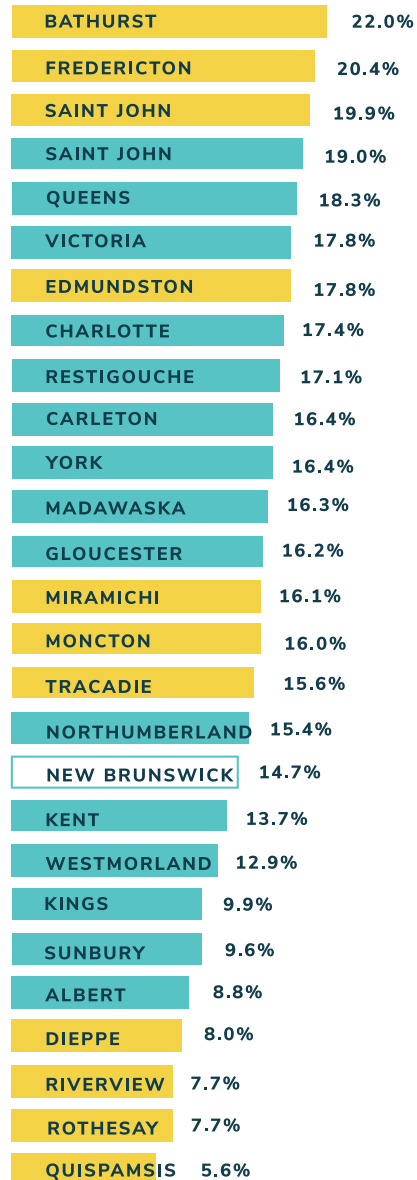 BATHURST 22.0%
FREDERICTON 20.4%
SAINT JOHN 19.9%
SAINT JOHN 19.0%
QUEENS 18.3%
VICTORIA 17.8%
EDMUNDSTON 17.8%
CHARLOTTE 17.4%
RESTIGOUCHE 17.1%
CARLETON 16.4%
YORK 16.4%
MADAWASKA 16.3%
GLOUCESTER 16.2%
MIRAMICHI 16.1%
MONCTON 16.0%
TRACADIE 15.6%
NORTHUMBERLAND 15.4%
NEW BRUNSWICK 14.7%
KENT 13.7%
WESTMORLAND 12.9%
KINGS 9.9%
SUNBURY 9.6%
ALBERT 8.8%
DIEPPE 8.0%
RIVERVIEW 7.7%
ROTHESAY 7.7%
QUISPAMSIS 5.6%